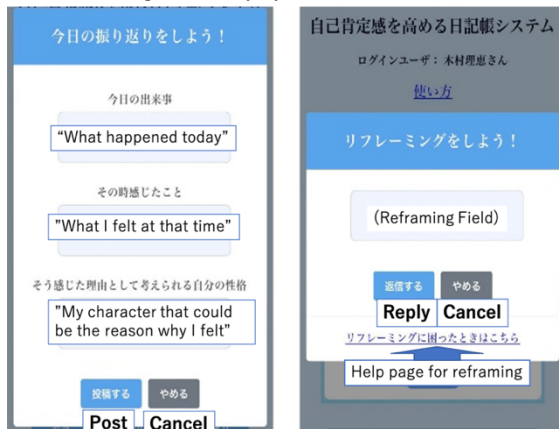 今日の振り返りをしよう！
今日の出来事
“What happened today”
その時感じたこと
”What I felt at that time”
そう感じた理由として考えられる自分の性格
”My character that could
be the reason why I felt”
投稿する
やめる
Post
Cancel
自己肯定感を高める日記帳システム
ログインユーザ：木村理恵さん
使い方
リフレーミングをしよう！
(Reframing Field)
返信する
やめる
Reply
Cancel
リフレーミングに困ったときはこちら
Help page for reframing